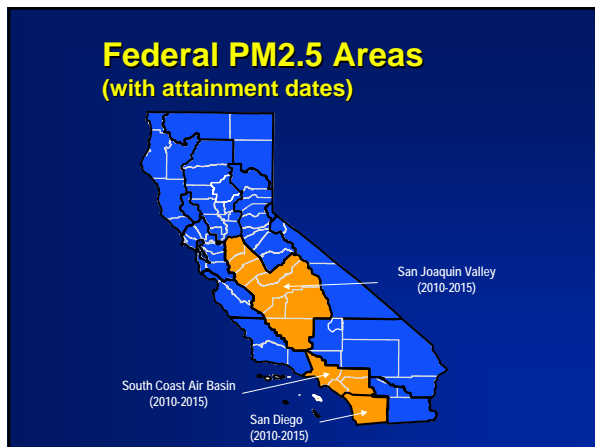 Federal PM2.5 Areas
(with attainment dates)
San Joaquin Valley
(2010-2015)
South Coast Air Basin
(2010-2015)
San Diego
(2010-2015)